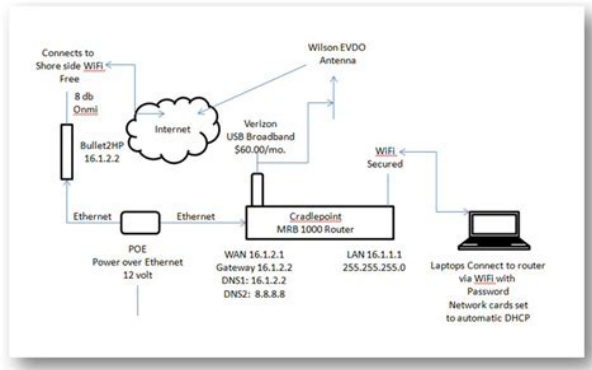 Connects to
Shore side WiFi
Free
8 db
Onmi
Bullet2HP
16.1.2.2
Internet
Wilson EVDO
Antenna
Verizon
USB Broadband
$60.00/mo.
WiFi
Secured
Ethernet
Ethernet
POE
Power over Ethernet
12 volt
Cradlepoint
MRB 1000 Router
WAN 16.1.2.1
Gateway 16.1.2.2
DNS1: 16.1.2.2
DNS2: 8.8.8.8
LAN 16.1.1.1
255.255.255.0
Laptops Connect to router
via WiFi with
Password
Network cards set
to automatic DHCP